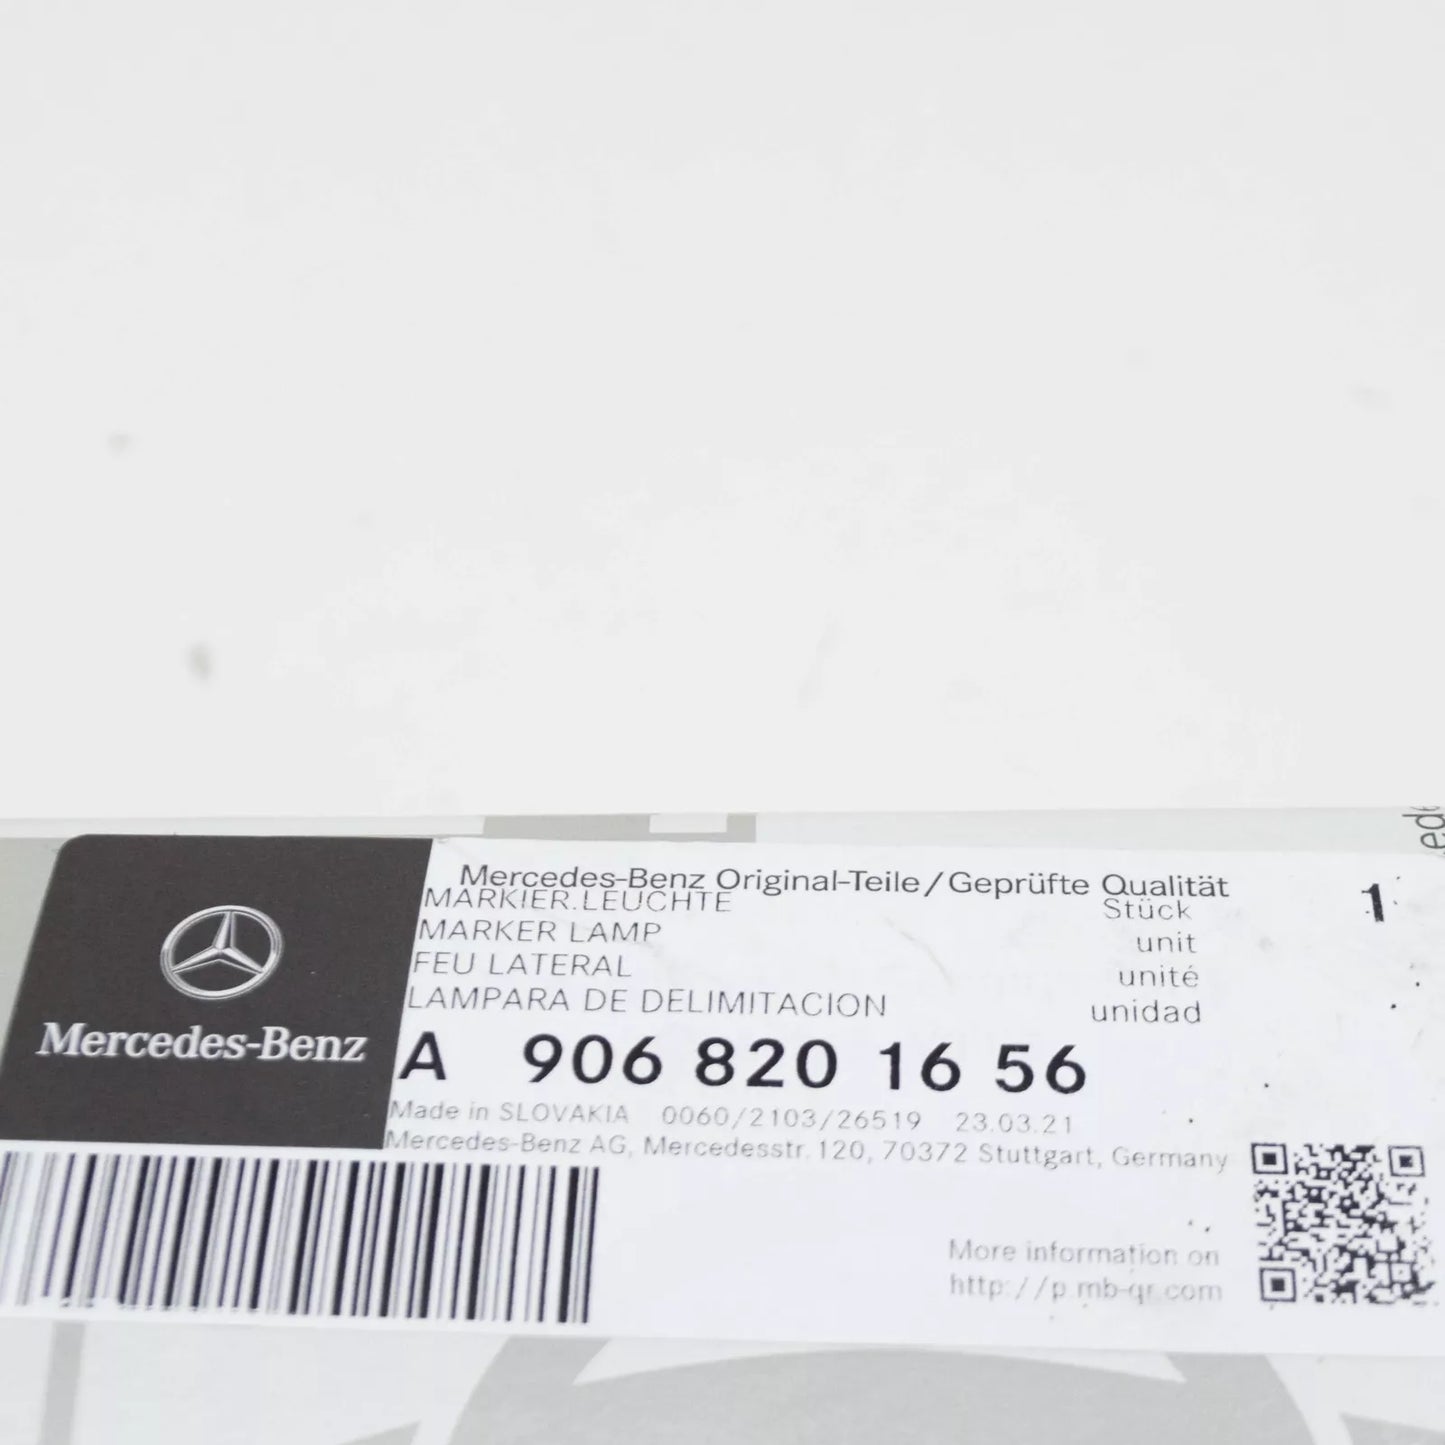 Mercedes-Benz
Mercedes-Benz Original-Teile/Geprüfte Qualität
MARKIER.LEUCHTE Stück 1
MARKER LAMP unit
FEU LATERAL unité
LAMPARA DE DELIMITACION unidad
A 906 820 16 56
Made in SLOVAKIA 0060/2103/26519 23.03.21
Mercedes-Benz AG, Mercedesstr. 120, 70372 Stuttgart, Germany
More information on
http://p.mb-qr.com